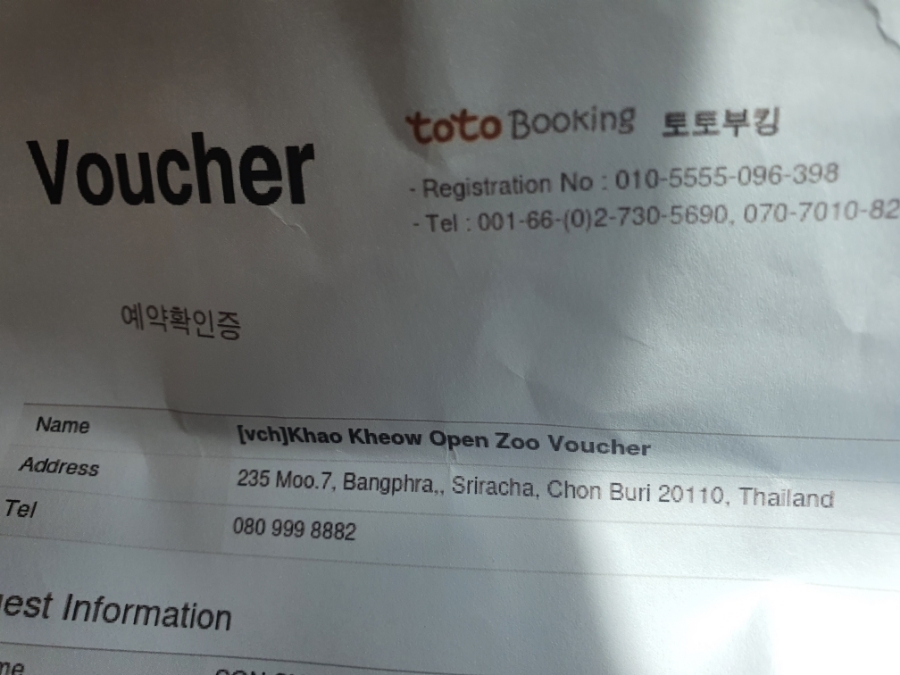 Voucher
toto Booking 토토부킹
- Registration No : 010-5555-096-398
- Tel : 001-66-(0)2-730-5690, 070-7010-82
예약확인증
Name [vch]Khao Kheow Open Zoo Voucher
Address 235 Moo.7, Bangphra,, Sriracha, Chon Buri 20110, Thailand
Tel 080 999 8882
est Information
me